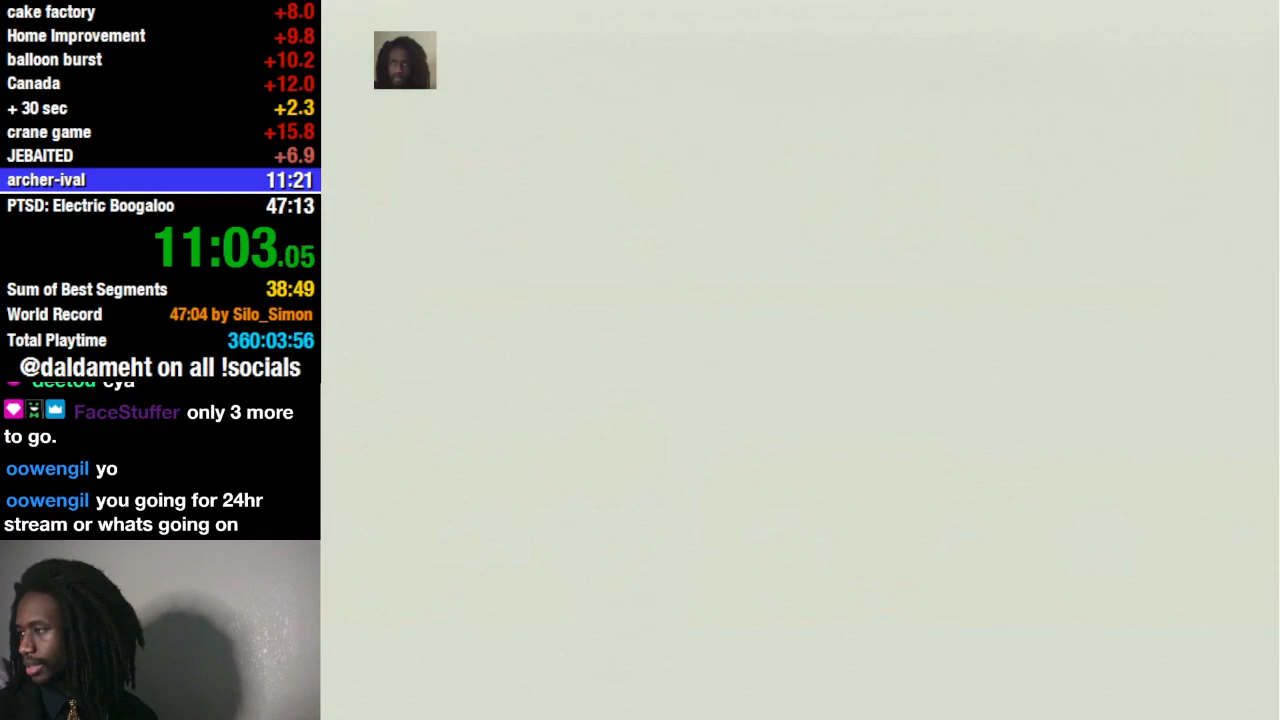 cake factory +8.0
Home Improvement +9.8
balloon burst +10.2
Canada +12.0
+ 30 sec +2.3
crane game +15.8
JEBAITED +6.9
archer-ival 11:21
PTSD: Electric Boogaloo 47:13
11:03.05
Sum of Best Segments 38:49
World Record 47:04 by Silo_Simon
Total Playtime 360:03:56
@daldameht on all !socials
deetou cya
FaceStuffer only 3 more
to go.
oowengil yo
oowengil you going for 24hr
stream or whats going on